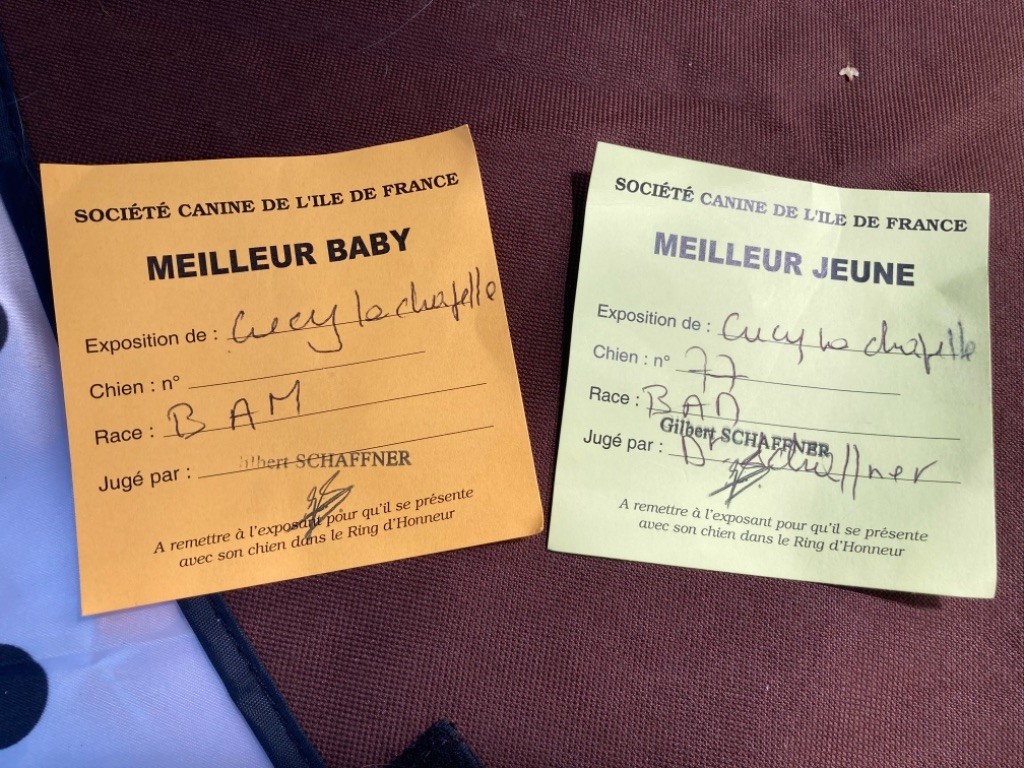 SOCIÉTÉ CANINE DE L'ILE DE FRANCE
MEILLEUR BABY
Exposition de : Crecy la chapelle
Chien : n°
Race : BAM
Jugé par : Gilbert SCHAFFNER
A remettre à l'exposant pour qu'il se présente
avec son chien dans le Ring d'Honneur
SOCIÉTÉ CANINE DE L'ILE DE FRANCE
MEILLEUR JEUNE
Exposition de : Crecy la chapelle
Chien : n° 77
Race : BAM
Gilbert SCHAFFNER
Jugé par : Dr Schaffner
A remettre à l'exposant pour qu'il se présente
avec son chien dans le Ring d'Honneur